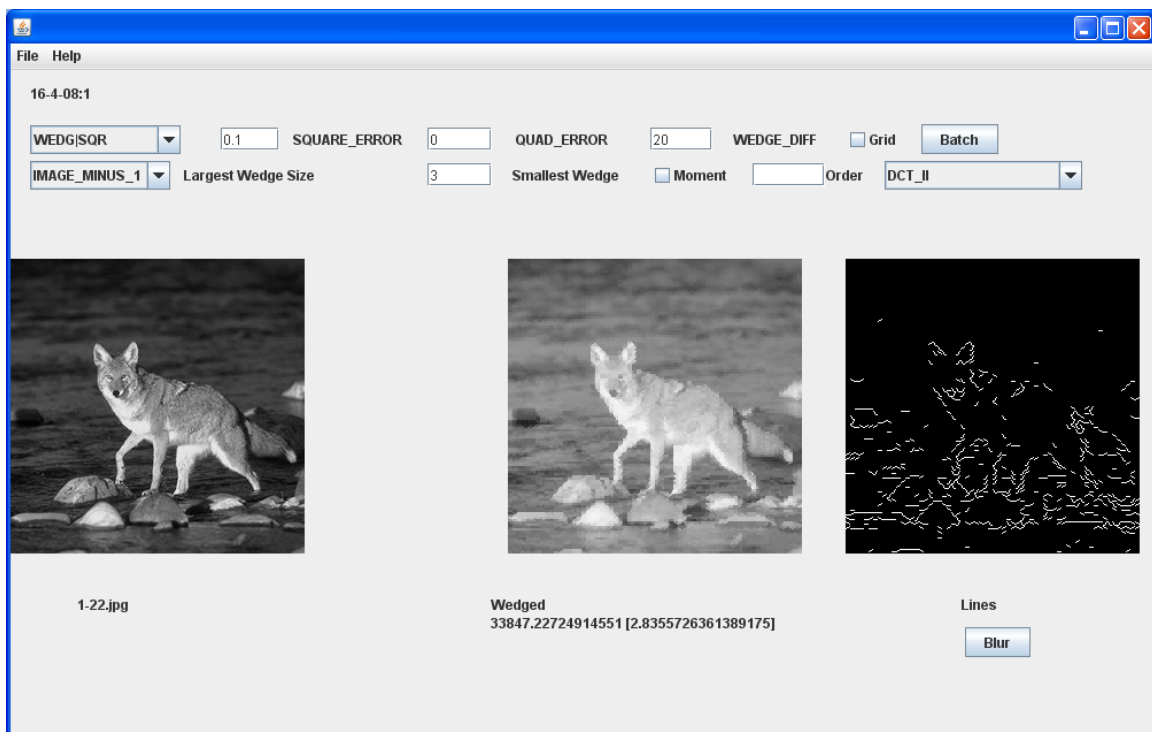 File Help
16-4-08:1
WEDG|SQR 0.1 SQUARE_ERROR 0 QUAD_ERROR 20 WEDGE_DIFF Grid Batch
IMAGE_MINUS_1 Largest Wedge Size 3 Smallest Wedge Moment Order DCT_II
1-22.jpg Wedged Lines
33847.22724914551 [2.8355726361389175]
Blur